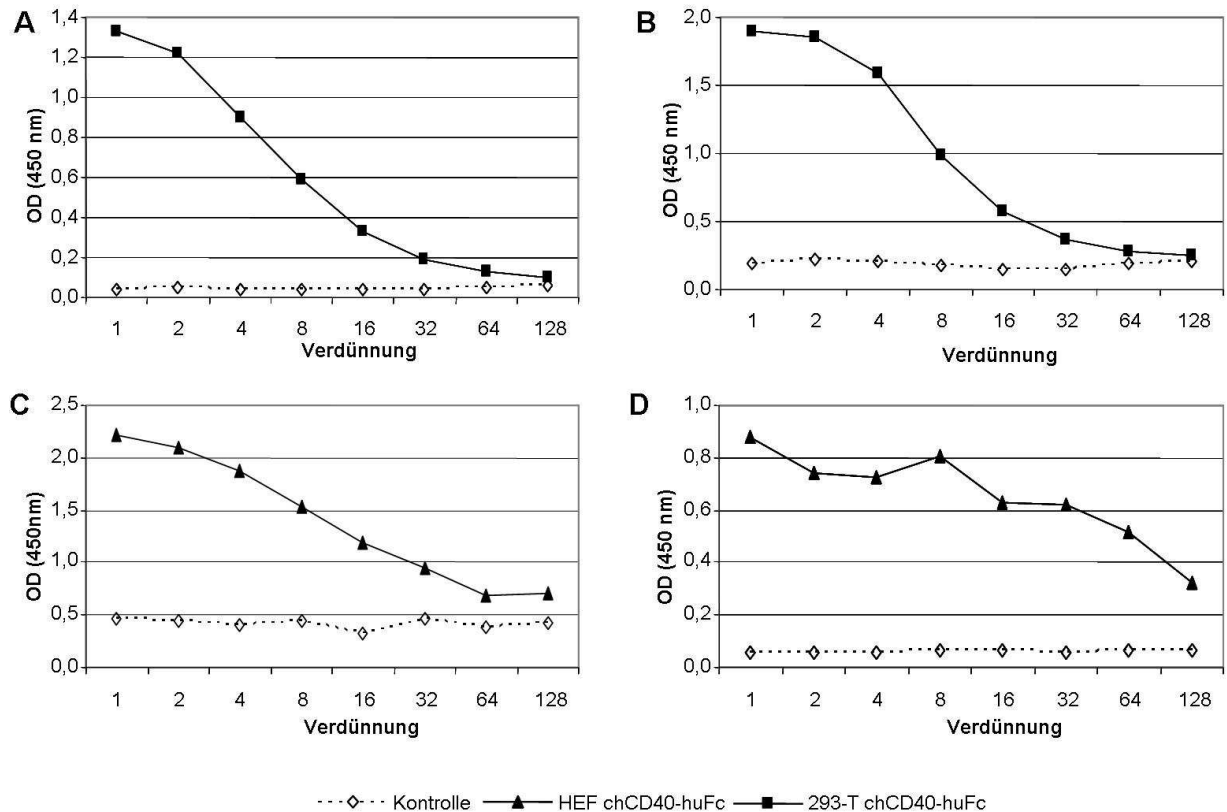 A
1,4
1,2
1,0
0,8
0,6
0,4
0,2
0,0
OD (450 nm)
1 2 4 8 16 32 64 128
Verdünnung
B
2,0
1,5
1,0
0,5
0,0
OD (450 nm)
1 2 4 8 16 32 64 128
Verdünnung
C
2,5
2,0
1,5
1,0
0,5
0,0
OD (450nm)
1 2 4 8 16 32 64 128
Verdünnung
D
1,0
0,8
0,6
0,4
0,2
0,0
OD (450 nm)
1 2 4 8 16 32 64 128
Verdünnung
Kontrolle HEF chCD40-huFc 293-T chCD40-huFc